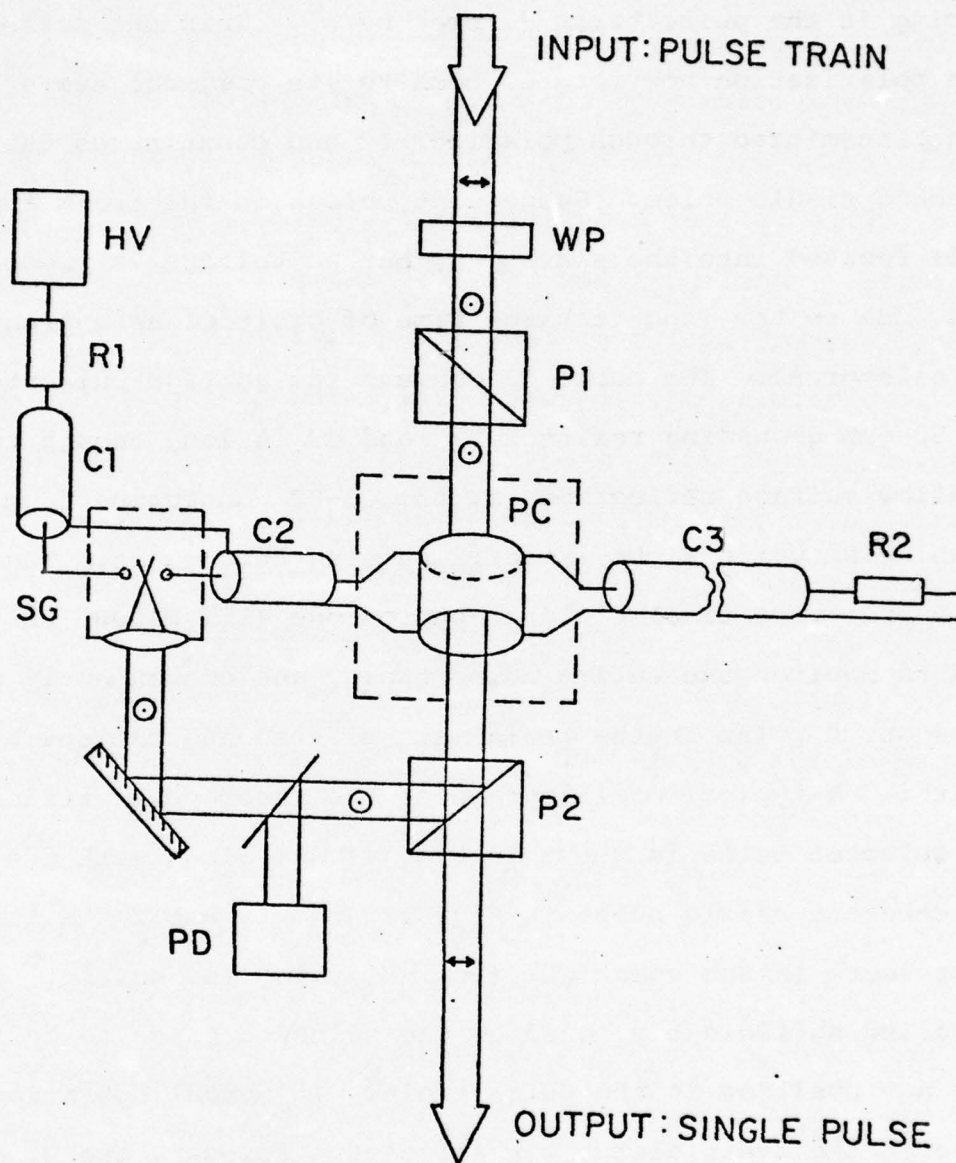 INPUT: PULSE TRAIN
HV
WP
R1
P1
C1
PC
C2
C3
R2
SG
P2
PD
OUTPUT: SINGLE PULSE